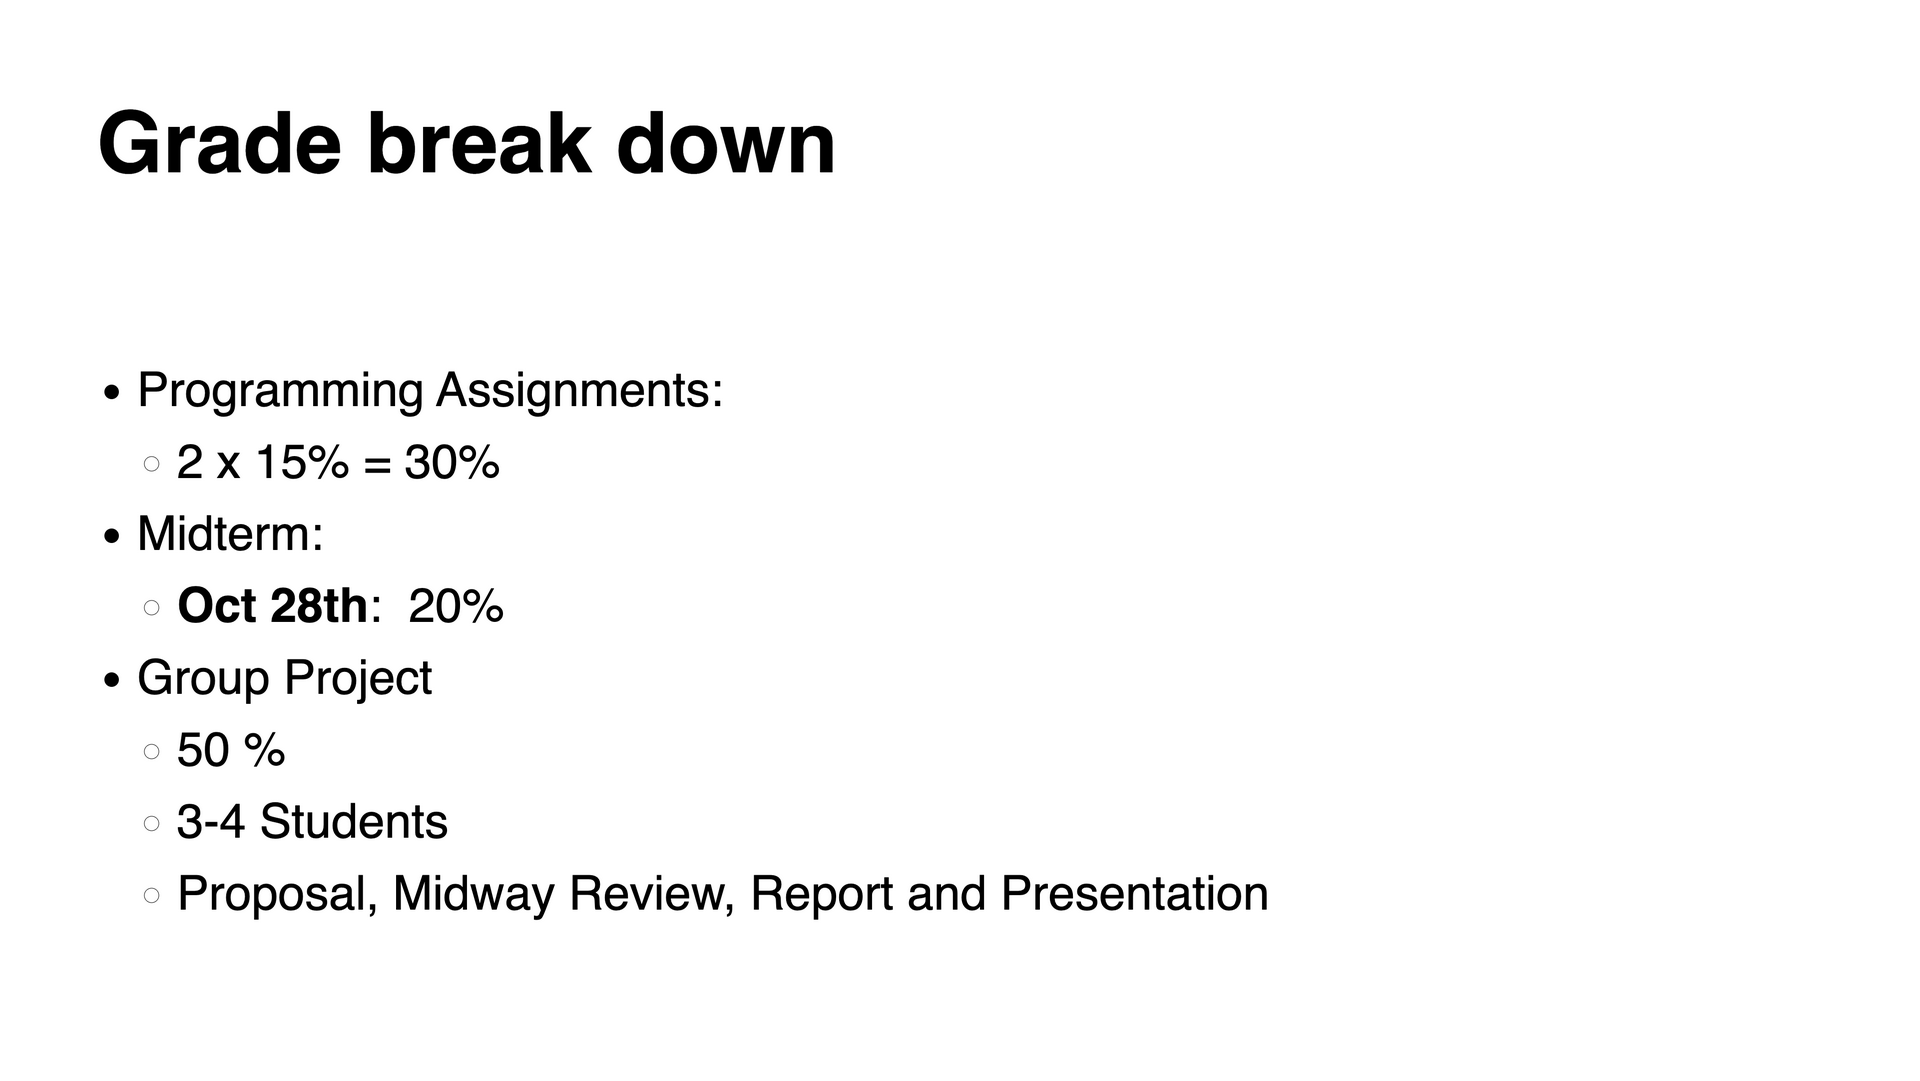 Grade break down
• Programming Assignments:
○ 2 x 15% = 30%
• Midterm:
○ Oct 28th:  20%
• Group Project
○ 50 %
○ 3-4 Students
○ Proposal, Midway Review, Report and Presentation